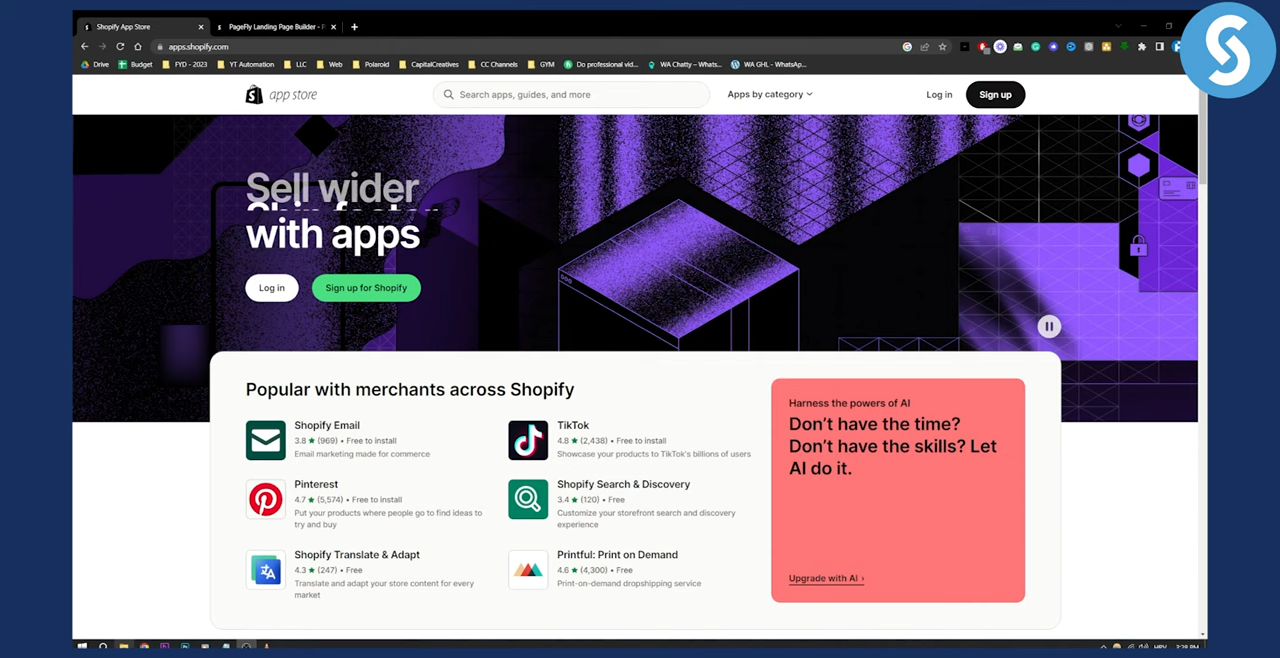 Shopify App Store
PageFly Landing Page Builder -
apps.shopify.com
Drive
Budget
FYD - 2023
YT Automation
LLC
Web
Polaroid
CapitalCreatives
CC Channels
GYM
Do professional vid...
WA Chatty – Whats...
WA GHL - WhatsAp...
app store
Search apps, guides, and more
Apps by category
Log in
Sign up
Sell wider
with apps
Log in
Sign up for Shopify
Popular with merchants across Shopify
Shopify Email
3.8 ★ (969) • Free to install
Email marketing made for commerce
TikTok
4.8 ★ (2,438) • Free to install
Showcase your products to TikTok's billions of users
Pinterest
4.7 ★ (5,574) • Free to install
Put your products where people go to find ideas to
try and buy
Shopify Search & Discovery
3.4 ★ (120) • Free
Customize your storefront search and discovery
experience
Shopify Translate & Adapt
4.3 ★ (247) • Free
Translate and adapt your store content for every
market
Printful: Print on Demand
4.6 ★ (4,300) • Free
Print-on-demand dropshipping service
Harness the powers of AI
Don't have the time?
Don't have the skills? Let
AI do it.
Upgrade with AI ›